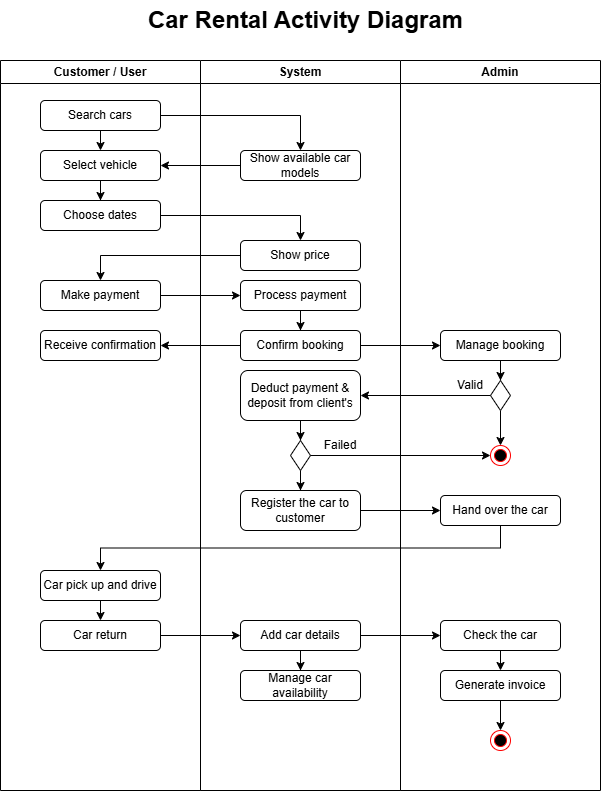 Car Rental Activity Diagram
Customer / User
System
Admin
Search cars
Select vehicle
Show available car
models
Choose dates
Show price
Make payment
Process payment
Receive confirmation
Confirm booking
Manage booking
Deduct payment &
deposit from client's
Valid
Failed
Register the car to
customer
Hand over the car
Car pick up and drive
Car return
Add car details
Check the car
Manage car
availability
Generate invoice